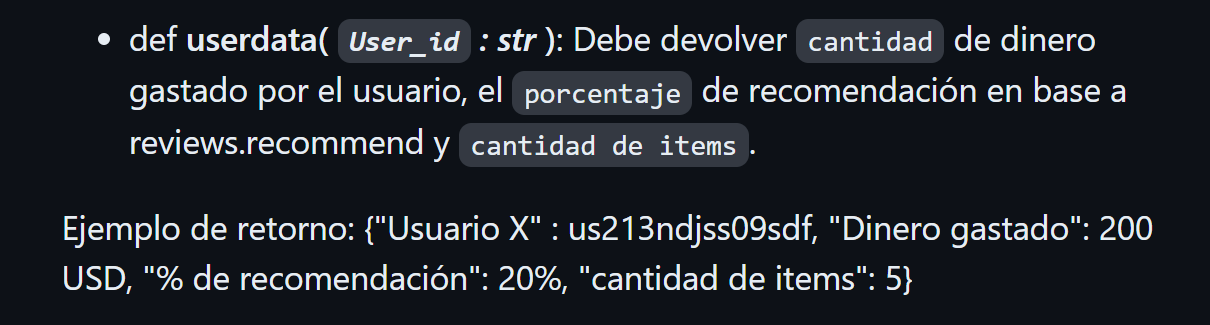 • def userdata( User_id : str ): Debe devolver cantidad de dinero
gastado por el usuario, el porcentaje de recomendación en base a
reviews.recommend y cantidad de items.
Ejemplo de retorno: {"Usuario X" : us213ndjss09sdf, "Dinero gastado": 200
USD, "% de recomendación": 20%, "cantidad de items": 5}